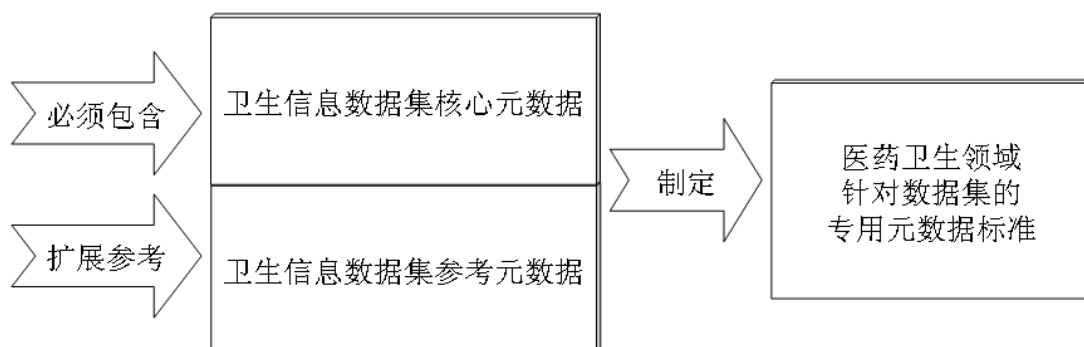 必须包含
卫生信息数据集核心元数据
扩展参考
卫生信息数据集参考元数据
制定
医药卫生领域
针对数据集的
专用元数据标准